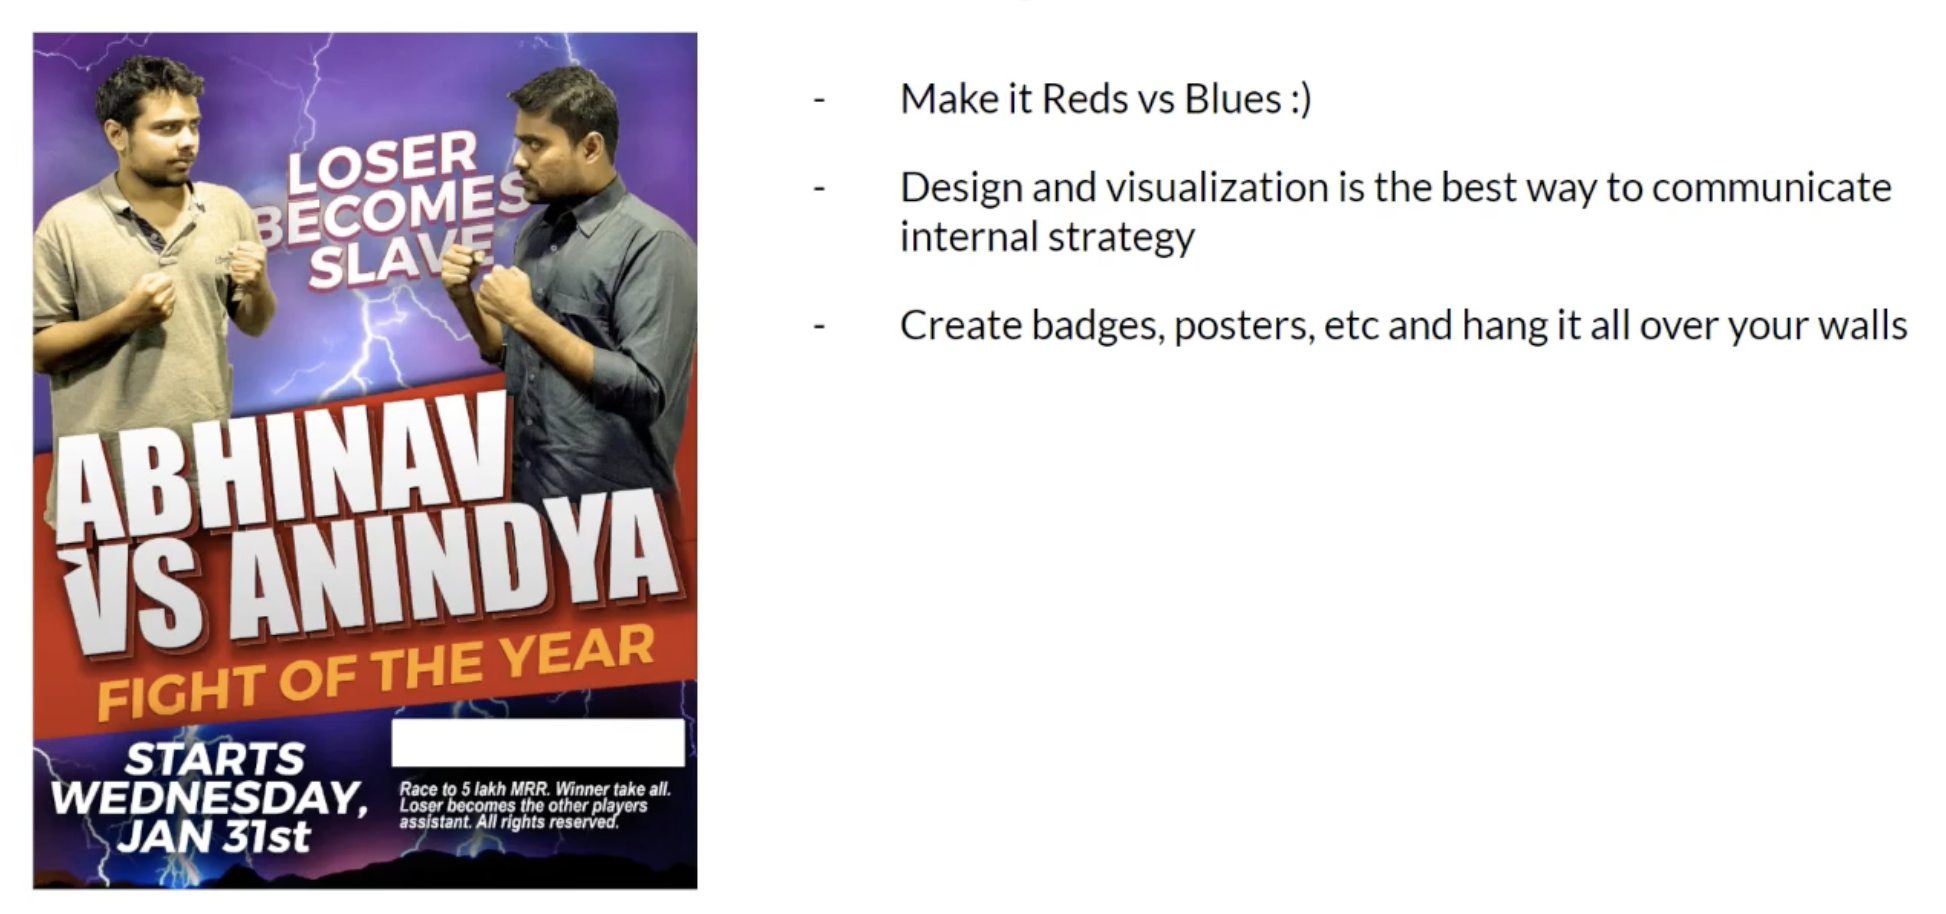 LOSER
BECOMES
SLAVE
ABHINAV
VS ANINDYA
FIGHT OF THE YEAR
STARTS
WEDNESDAY,
JAN 31st
Race to 5 lakh MRR. Winner take all.
Loser becomes the other players
assistant. All rights reserved.
- Make it Reds vs Blues :)
- Design and visualization is the best way to communicate
internal strategy
- Create badges, posters, etc and hang it all over your walls